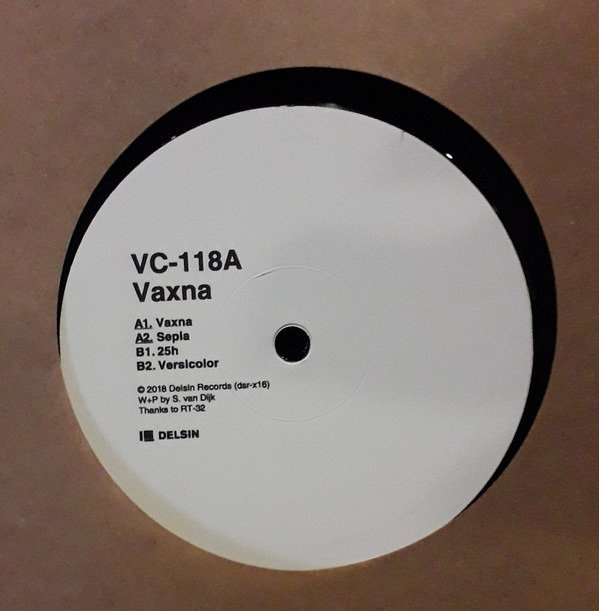 VC-118A
Vaxna
A1. Vaxna
A2. Sepia
B1. 25h
B2. Versicolor
© 2018 Delsin Records (dsr-x16)
W+P by S. van Dijk
Thanks to RT-32
DELSIN